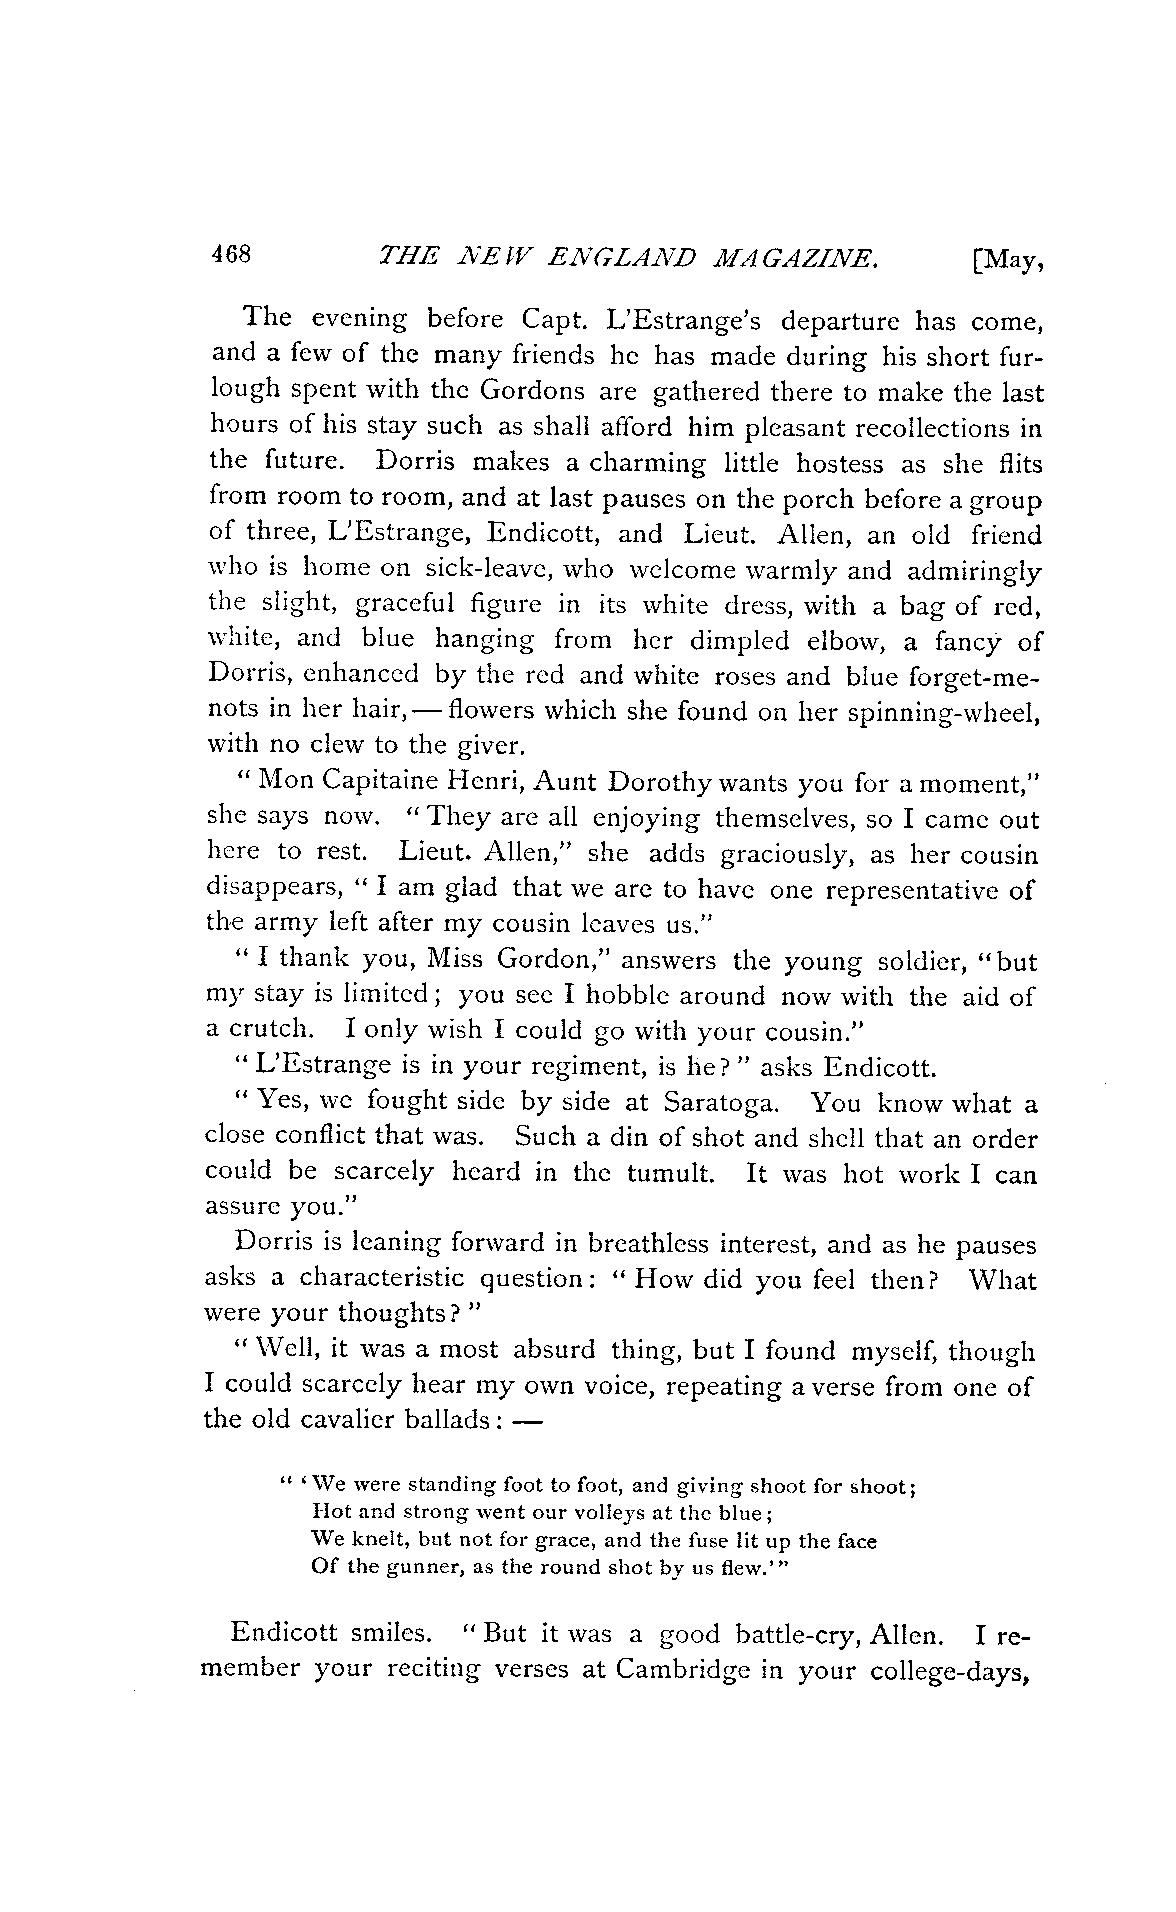 468 THE NEW ENGLAND MAGAZINE. [May,
The evening before Capt. L'Estrange's departure has come,
and a few of the many friends he has made during his short fur-
lough spent with the Gordons are gathered there to make the last
hours of his stay such as shall afford him pleasant recollections in
the future. Dorris makes a charming little hostess as she flits
from room to room, and at last pauses on the porch before a group
of three, L'Estrange, Endicott, and Lieut. Allen, an old friend
who is home on sick-leave, who welcome warmly and admiringly
the slight, graceful figure in its white dress, with a bag of red,
white, and blue hanging from her dimpled elbow, a fancy of
Dorris, enhanced by the red and white roses and blue forget-me-
nots in her hair,—flowers which she found on her spinning-wheel,
with no clew to the giver.
"Mon Capitaine Henri, Aunt Dorothy wants you for a moment,"
she says now. "They are all enjoying themselves, so I came out
here to rest. Lieut. Allen," she adds graciously, as her cousin
disappears, "I am glad that we are to have one representative of
the army left after my cousin leaves us."
"I thank you, Miss Gordon," answers the young soldier, "but
my stay is limited; you see I hobble around now with the aid of
a crutch. I only wish I could go with your cousin."
"L'Estrange is in your regiment, is he?" asks Endicott.
"Yes, we fought side by side at Saratoga. You know what a
close conflict that was. Such a din of shot and shell that an order
could be scarcely heard in the tumult. It was hot work I can
assure you."
Dorris is leaning forward in breathless interest, and as he pauses
asks a characteristic question: "How did you feel then? What
were your thoughts?"
"Well, it was a most absurd thing, but I found myself, though
I could scarcely hear my own voice, repeating a verse from one of
the old cavalier ballads:—
"'We were standing foot to foot, and giving shoot for shoot;
Hot and strong went our volleys at the blue;
We knelt, but not for grace, and the fuse lit up the face
Of the gunner, as the round shot by us flew.'"
Endicott smiles. "But it was a good battle-cry, Allen. I re-
member your reciting verses at Cambridge in your college-days,